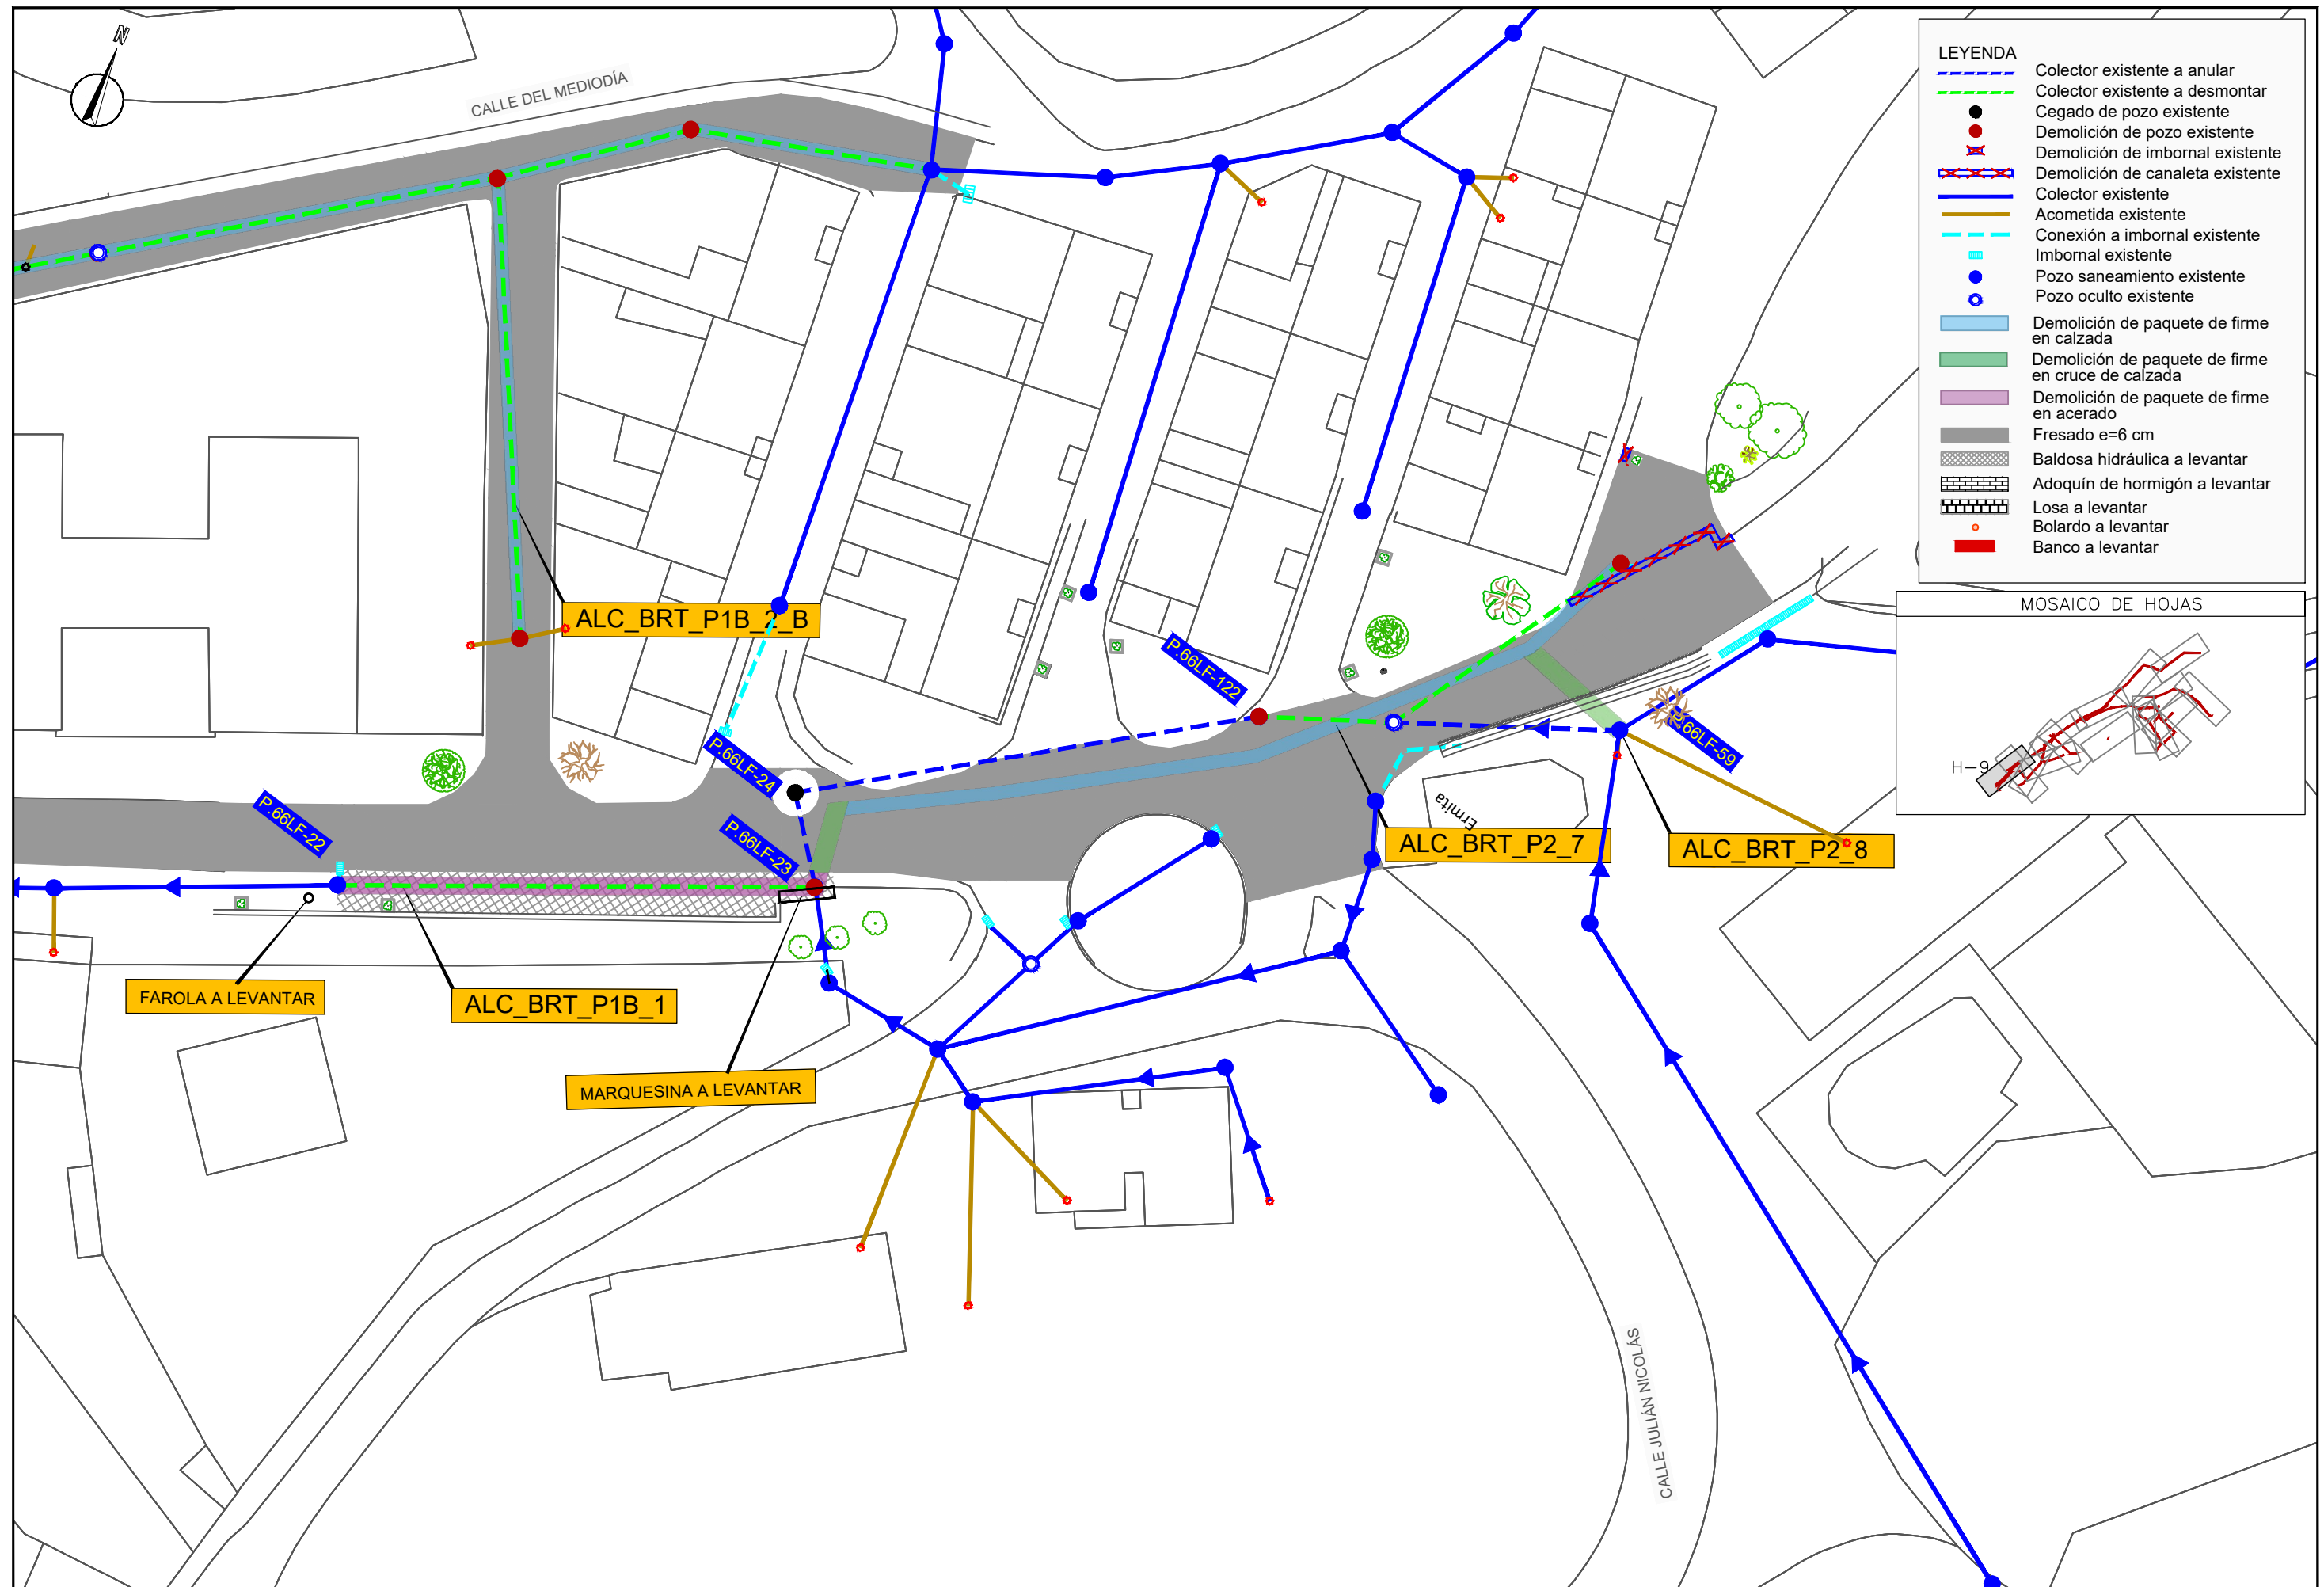 N
CALLE DEL MEDIODÍA
LEYENDA
Colector existente a anular
Colector existente a desmontar
Cegado de pozo existente
Demolición de pozo existente
Demolición de imbornal existente
Demolición de canaleta existente
Colector existente
Acometida existente
Conexión a imbornal existente
Imbornal existente
Pozo saneamiento existente
Pozo oculto existente
Demolición de paquete de firme
en calzada
Demolición de paquete de firme
en cruce de calzada
Demolición de paquete de firme
en acerado
Fresado e=6 cm
Baldosa hidráulica a levantar
Adoquín de hormigón a levantar
Losa a levantar
Bolardo a levantar
Banco a levantar
MOSAICO DE HOJAS
H-9
ALC_BRT_P1B_2_B
P.66LF-122
P.66LF-59
P.66LF-24
P.66LF-22
P.66LF-23
Ermita
ALC_BRT_P2_7
ALC_BRT_P2_8
FAROLA A LEVANTAR
ALC_BRT_P1B_1
MARQUESINA A LEVANTAR
CALLE JULIÁN NICOLÁS